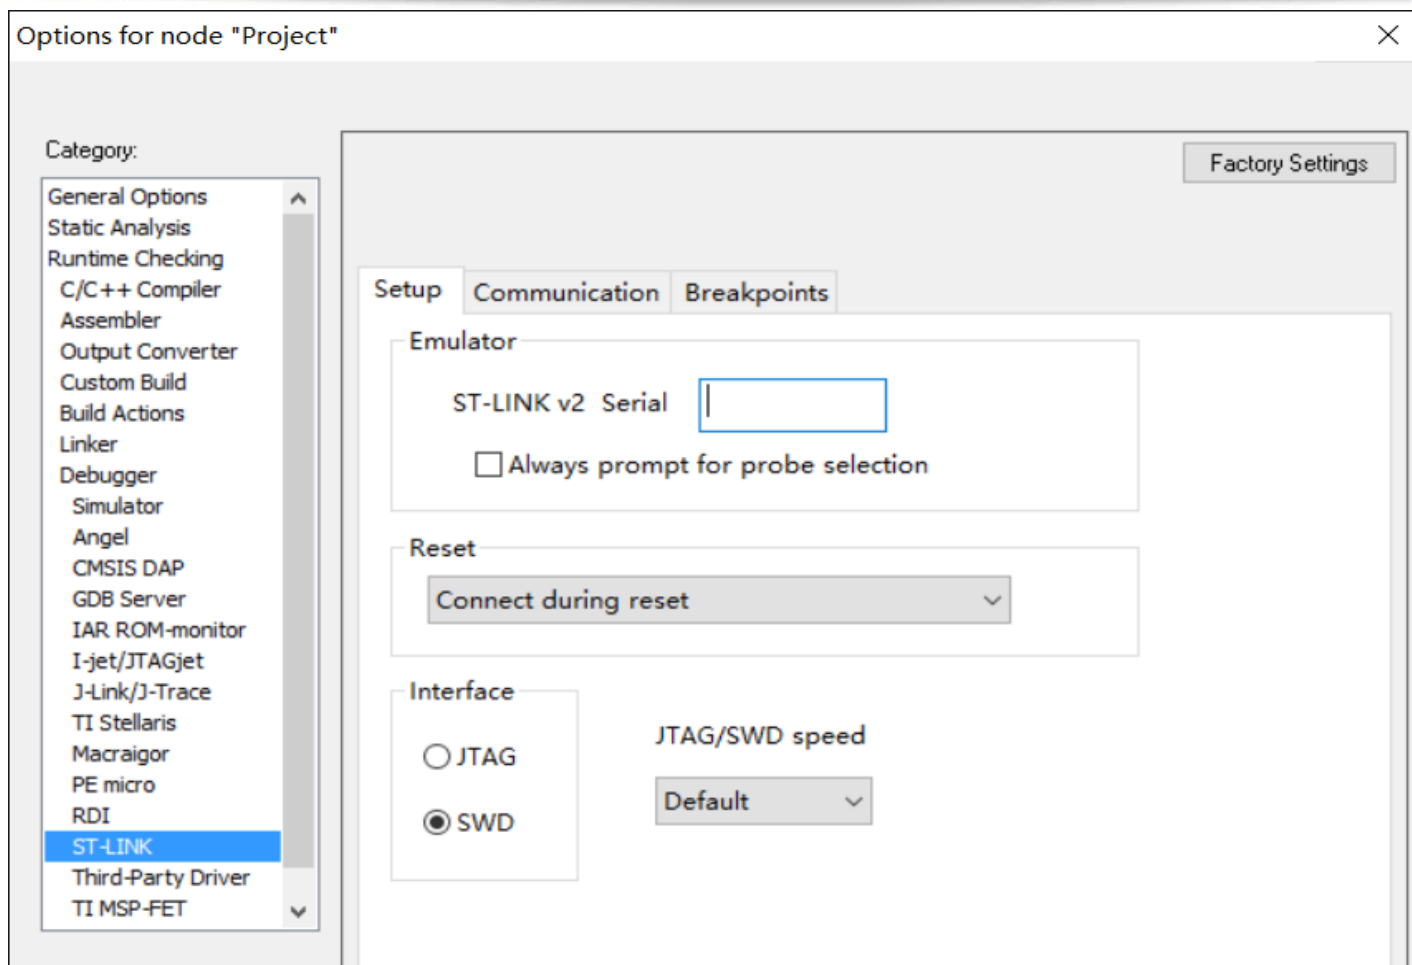 Options for node "Project"
Category:
Factory Settings
General Options
Static Analysis
Runtime Checking
C/C++ Compiler
Assembler
Output Converter
Custom Build
Build Actions
Linker
Debugger
Simulator
Angel
CMSIS DAP
GDB Server
IAR ROM-monitor
I-jet/JTAGjet
J-Link/J-Trace
TI Stellaris
Macraigor
PE micro
RDI
ST-LINK
Third-Party Driver
TI MSP-FET
Setup Communication Breakpoints
Emulator
ST-LINK v2 Serial
Always prompt for probe selection
Reset
Connect during reset
Interface
JTAG
SWD
JTAG/SWD speed
Default